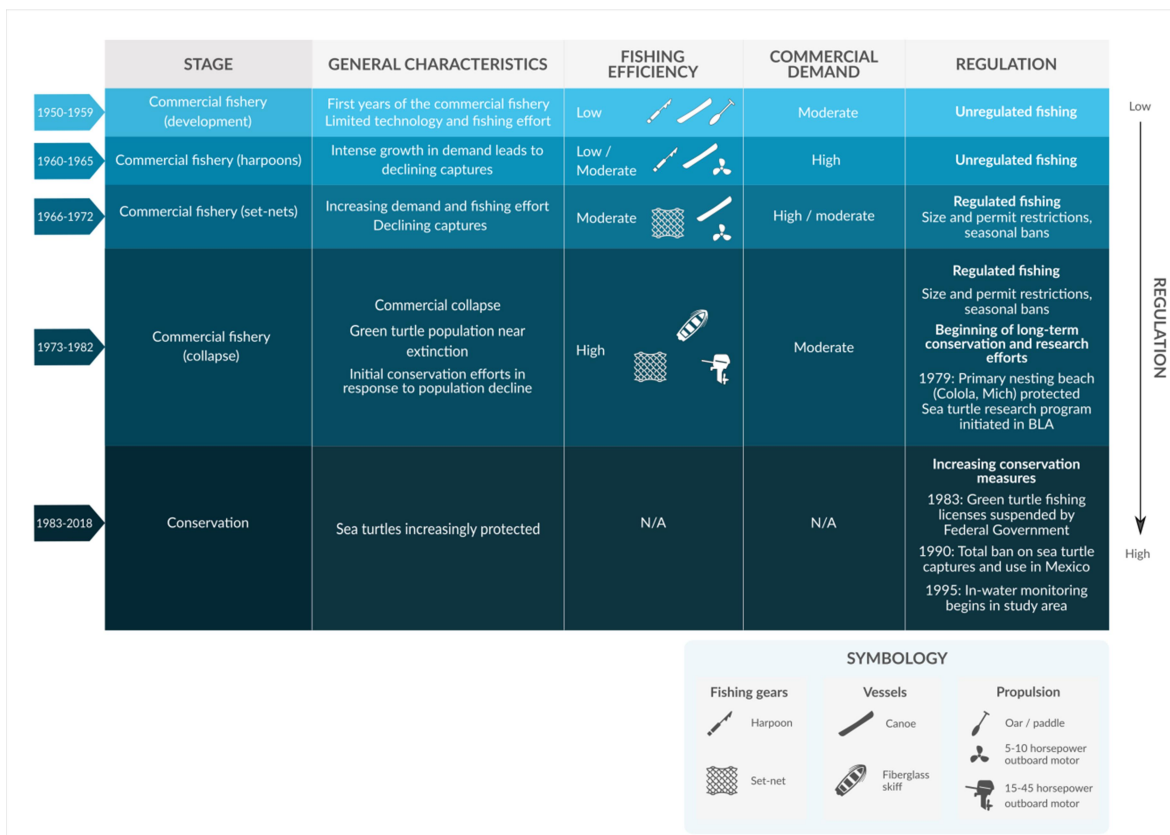 STAGE
GENERAL CHARACTERISTICS
FISHING
EFFICIENCY
COMMERCIAL
DEMAND
REGULATION
1950-1959
Commercial fishery
(development)
First years of the commercial fishery
Limited technology and fishing effort
Low
Moderate
Unregulated fishing
1960-1965
Commercial fishery (harpoons)
Intense growth in demand leads to
declining captures
Low /
Moderate
High
Unregulated fishing
1966-1972
Commercial fishery (set-nets)
Increasing demand and fishing effort
Declining captures
Moderate
High / moderate
Regulated fishing
Size and permit restrictions,
seasonal bans
1973-1982
Commercial fishery
(collapse)
Commercial collapse
Green turtle population near
extinction
Initial conservation efforts in
response to population decline
High
Moderate
Regulated fishing
Size and permit restrictions,
seasonal bans
Beginning of long-term
conservation and research
efforts
1979: Primary nesting beach
(Colola, Mich) protected
Sea turtle research program
initiated in BLA
1983-2018
Conservation
Sea turtles increasingly protected
N/A
N/A
Increasing conservation
measures
1983: Green turtle fishing
licenses suspended by
Federal Government
1990: Total ban on sea turtle
captures and use in Mexico
1995: In-water monitoring
begins in study area
Low
REGULATION
High
SYMBOLOGY
Fishing gears
Harpoon
Set-net
Vessels
Canoe
Fiberglass
skiff
Propulsion
Oar / paddle
5-10 horsepower
outboard motor
15-45 horsepower
outboard motor